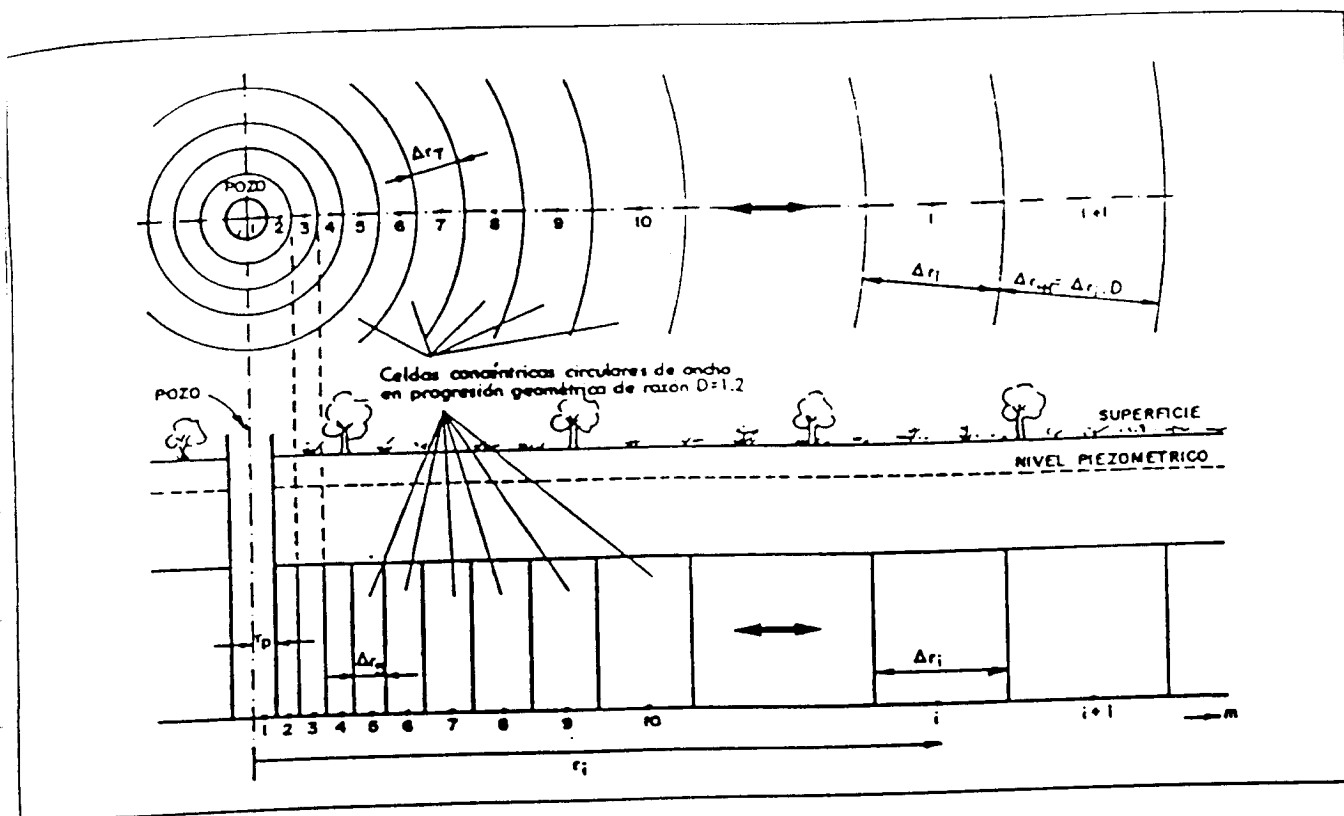 POZO
Δr₇
1 2 3 4 5 6 7 8 9 10 i i+1
Δri
Δri+1 = Δri . D
Celdas concéntricas circulares de ancho
en progresión geométrica de razón D=1.2
POZO
SUPERFICIE
NIVEL PIEZOMETRICO
rp
Δri
1 2 3 4 5 6 7 8 9 10 i i+1 m
ri